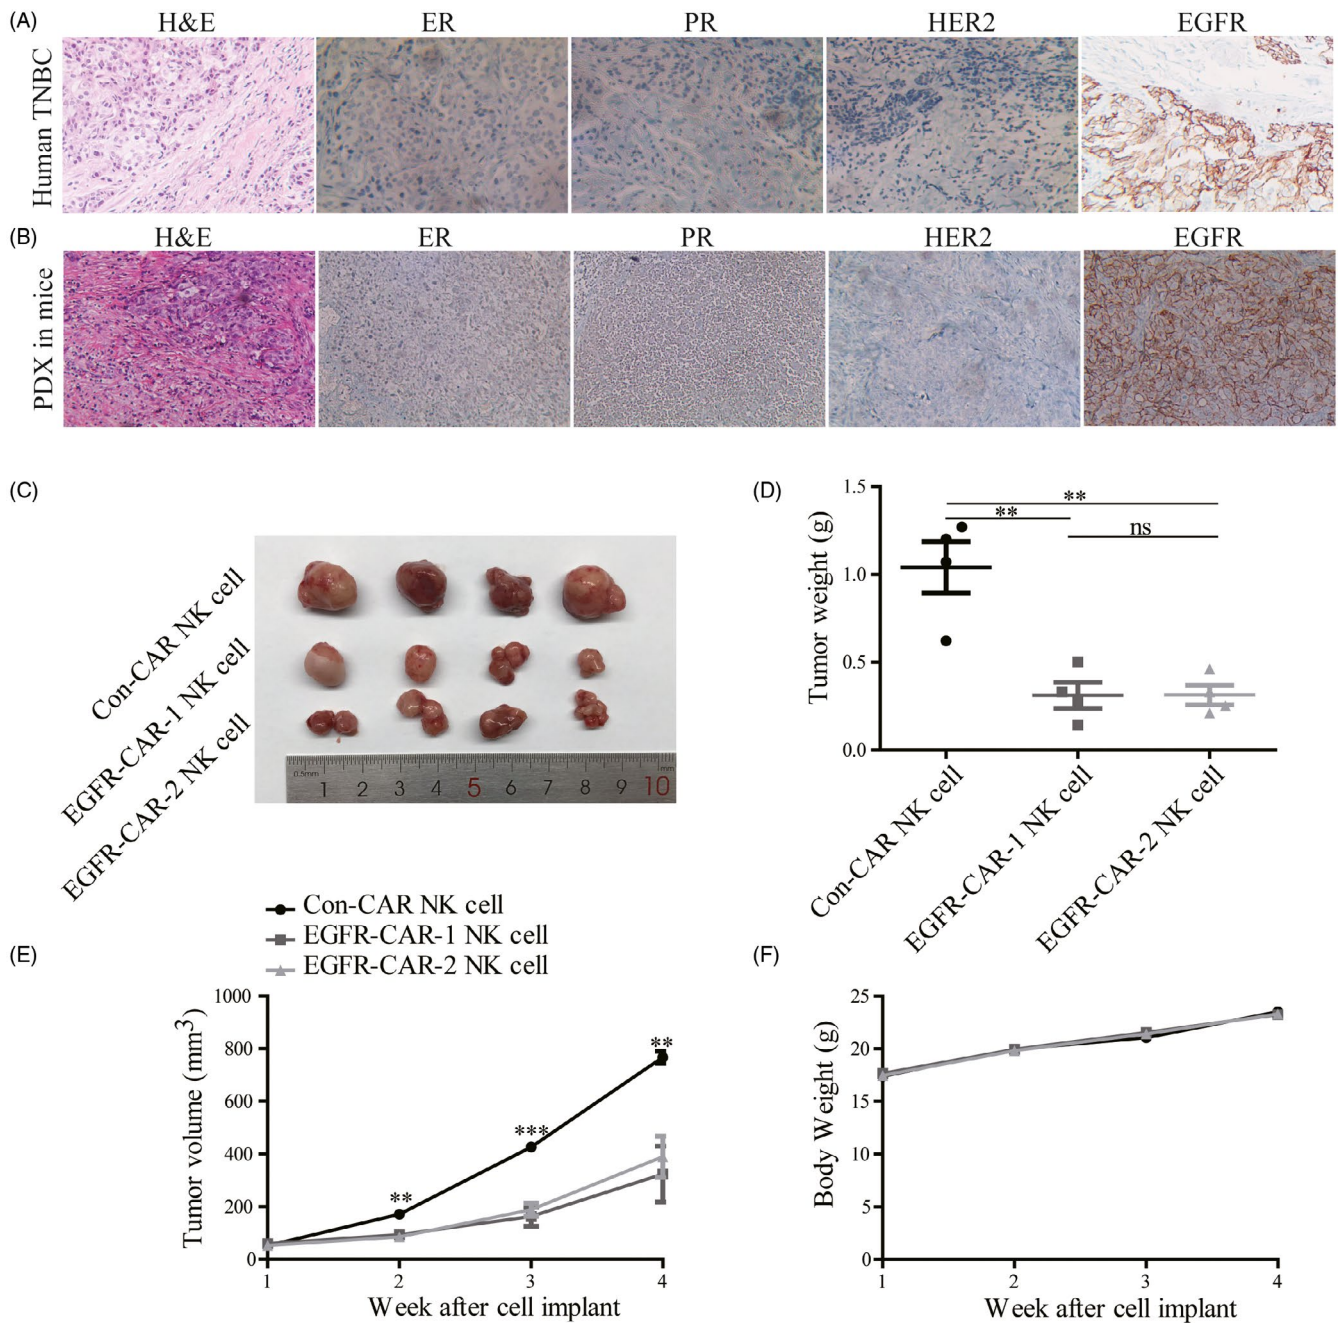 (A)
H&E ER PR HER2 EGFR
Human TNBC
(B)
H&E ER PR HER2 EGFR
PDX in mice
(C)
Con-CAR NK cell
EGFR-CAR-1 NK cell
EGFR-CAR-2 NK cell
0.5mm 1 2 3 4 5 6 7 8 9 10 mm
(D)
Tumor weight (g)
1.5
1.0
0.5
0.0
**
**
ns
Con-CAR NK cell
EGFR-CAR-1 NK cell
EGFR-CAR-2 NK cell
(E)
Con-CAR NK cell
EGFR-CAR-1 NK cell
EGFR-CAR-2 NK cell
Tumor volume (mm³)
1000
800
600
400
200
0
**
***
**
1 2 3 4
Week after cell implant
(F)
Body Weight (g)
25
20
15
10
5
0
1 2 3 4
Week after cell implant